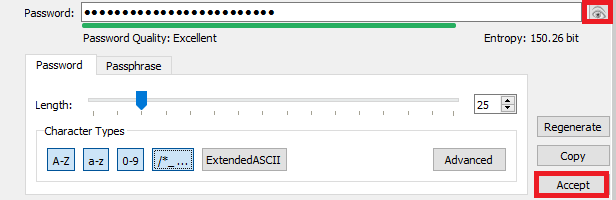 Password: ●●●●●●●●●●●●●●●●●●●●●●●●●
Password Quality: Excellent Entropy: 150.26 bit
Password Passphrase
Length: 25
Character Types
A-Z a-z 0-9 /*_ ... ExtendedASCII Advanced
Regenerate
Copy
Accept